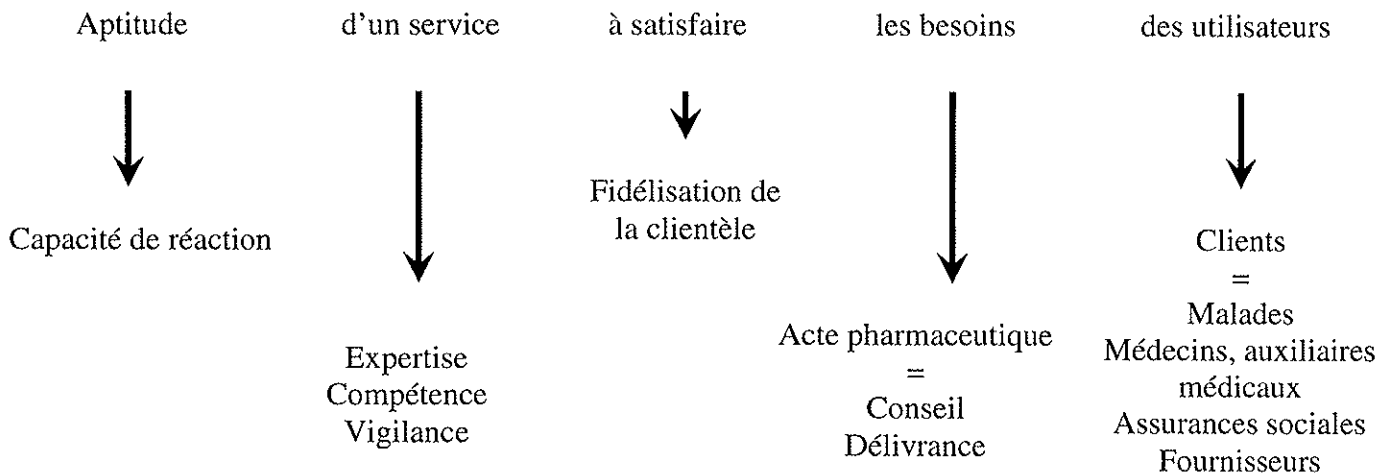 Aptitude d'un service à satisfaire les besoins des utilisateurs
Capacité de réaction
Expertise
Compétence
Vigilance
Fidélisation de
la clientèle
Acte pharmaceutique
=
Conseil
Délivrance
Clients
=
Malades
Médecins, auxiliaires
médicaux
Assurances sociales
Fournisseurs